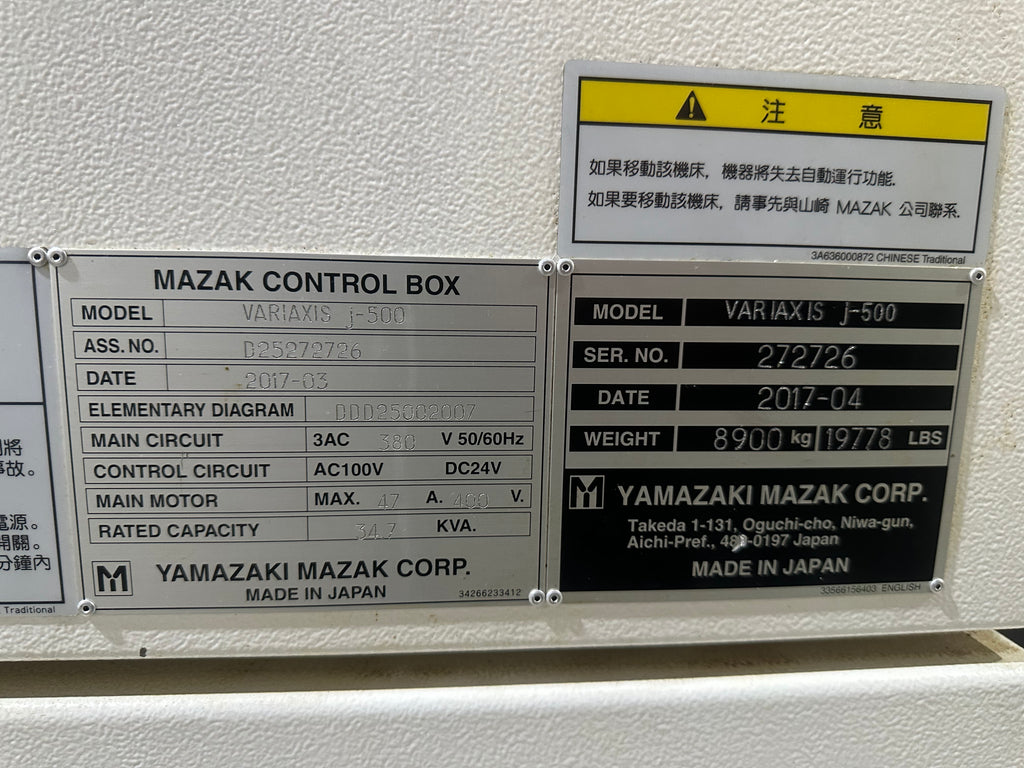 注 意
如果移動該機床，機器將失去自動運行功能.
如果要移動該機床，請事先與山崎 MAZAK 公司聯系.
3A636000872 CHINESE Traditional
將
事故。
電源。
開關。
分鐘內
Traditional
MAZAK CONTROL BOX
MODEL VARIAXIS j-500
ASS. NO. D25272726
DATE 2017-03
ELEMENTARY DIAGRAM DDD25002007
MAIN CIRCUIT 3AC 380 V 50/60Hz
CONTROL CIRCUIT AC100V DC24V
MAIN MOTOR MAX. 47 A. 400 V.
RATED CAPACITY 34.7 KVA.
YAMAZAKI MAZAK CORP.
MADE IN JAPAN
34266233412
MODEL VARIAXIS j-500
SER. NO. 272726
DATE 2017-04
WEIGHT 8900 kg 19778 LBS
YAMAZAKI MAZAK CORP.
Takeda 1-131, Oguchi-cho, Niwa-gun,
Aichi-Pref., 480-0197 Japan
MADE IN JAPAN
33566156403 ENGLISH